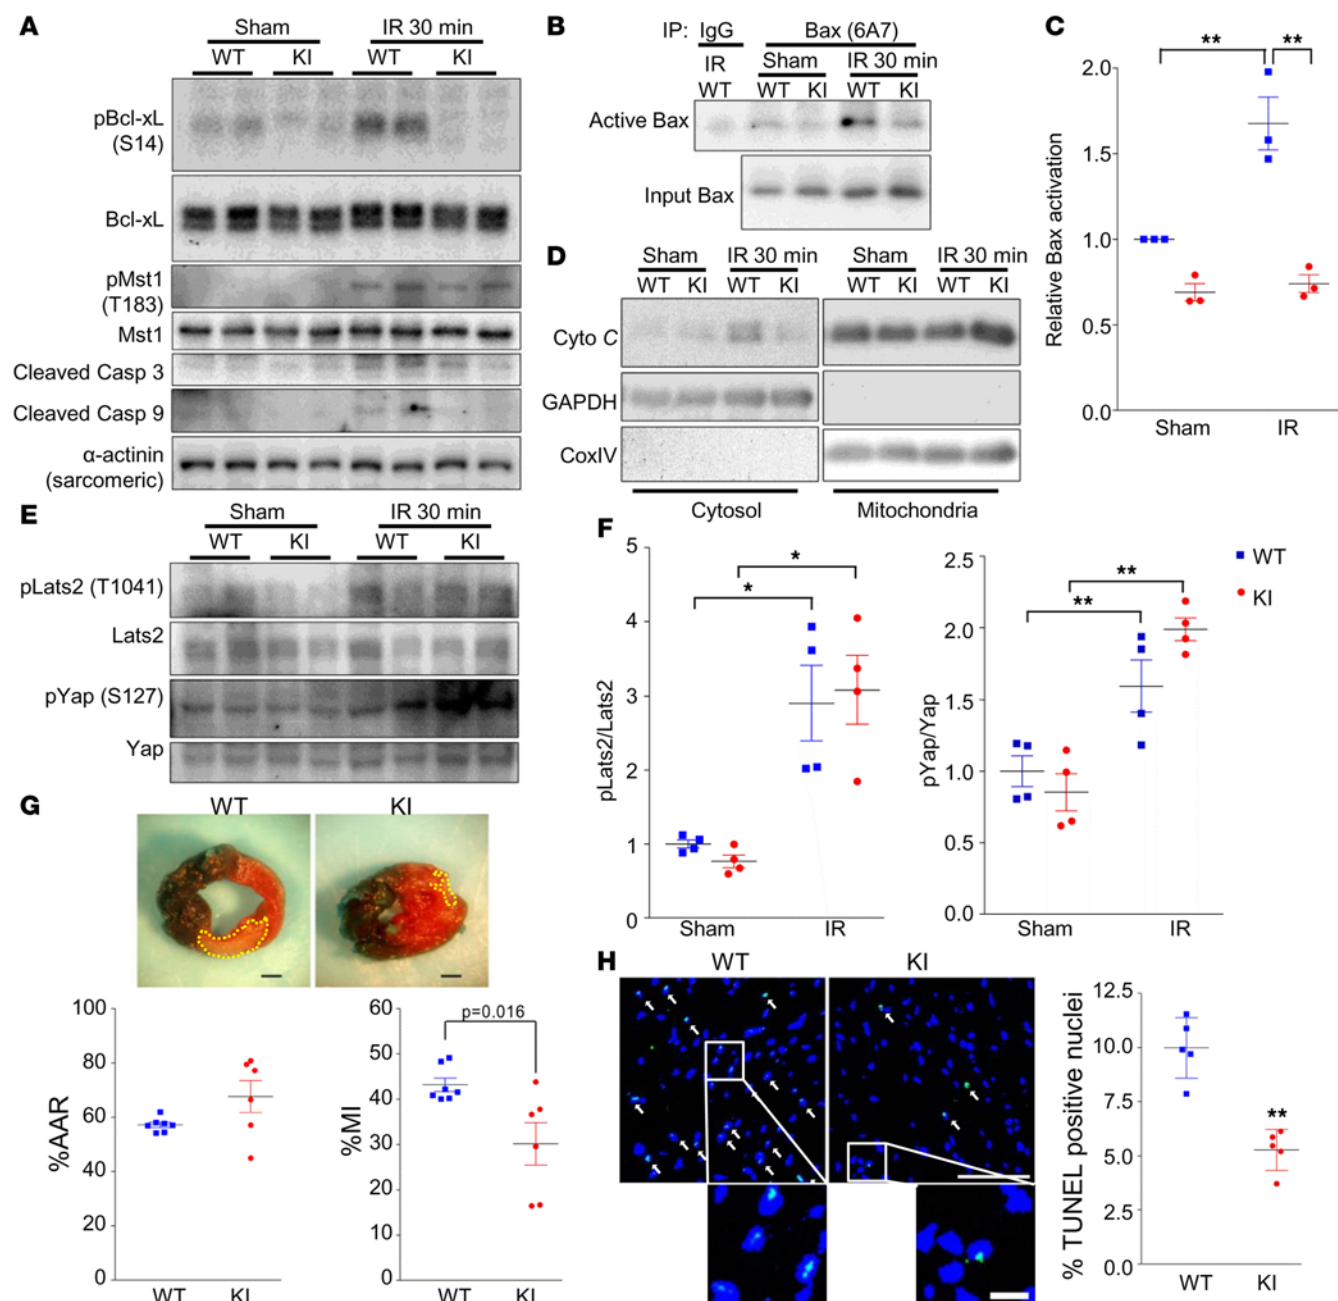 A
Sham
IR 30 min
WT
KI
WT
KI
pBcl-xL
(S14)
Bcl-xL
pMst1
(T183)
Mst1
Cleaved Casp 3
Cleaved Casp 9
α-actinin
(sarcomeric)
B
IP:
IgG
Bax (6A7)
IR
Sham
IR 30 min
WT
WT
KI
WT
KI
Active Bax
Input Bax
C
**
**
Relative Bax activation
2.0
1.5
1.0
0.5
0.0
Sham
IR
D
Sham
IR 30 min
Sham
IR 30 min
WT
KI
WT
KI
WT
KI
WT
KI
Cyto C
GAPDH
CoxIV
Cytosol
Mitochondria
E
Sham
IR 30 min
WT
KI
WT
KI
pLats2 (T1041)
Lats2
pYap (S127)
Yap
F
pLats2/Lats2
5
4
3
2
1
0
*
*
Sham
IR
pYap/Yap
2.5
2.0
1.5
1.0
0.5
0.0
**
**
Sham
IR
WT
KI
G
WT
KI
%AAR
100
80
60
40
20
0
WT
KI
%MI
60
50
40
30
20
10
0
p=0.016
WT
KI
H
WT
KI
% TUNEL positive nuclei
12.5
10.0
7.5
5.0
2.5
0.0
**
WT
KI